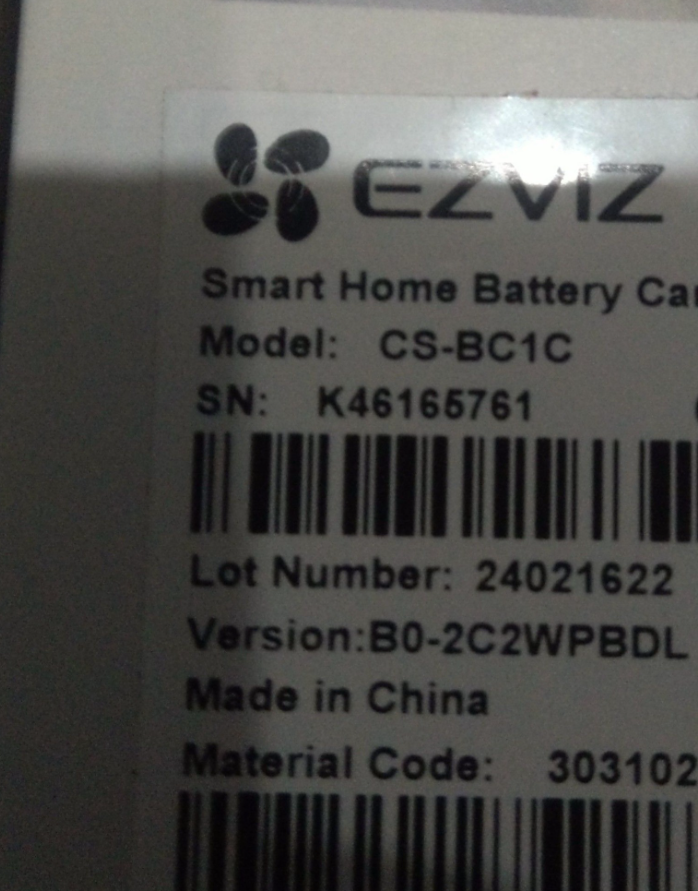 EZVIZ
Smart Home Battery
Model: CS-BC1C
SN: K46165761
Lot Number: 24021622
Version:B0-2C2WPBDL
Made in China
Material Code: 303102